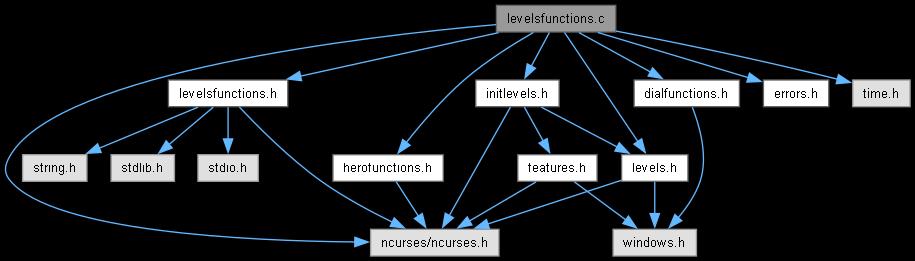 levelsfunctions.c
levelsfunctions.h
initlevels.h
dialfunctions.h
errors.h
time.h
string.h
stdlib.h
stdio.h
herofunctions.h
features.h
levels.h
ncurses/ncurses.h
windows.h